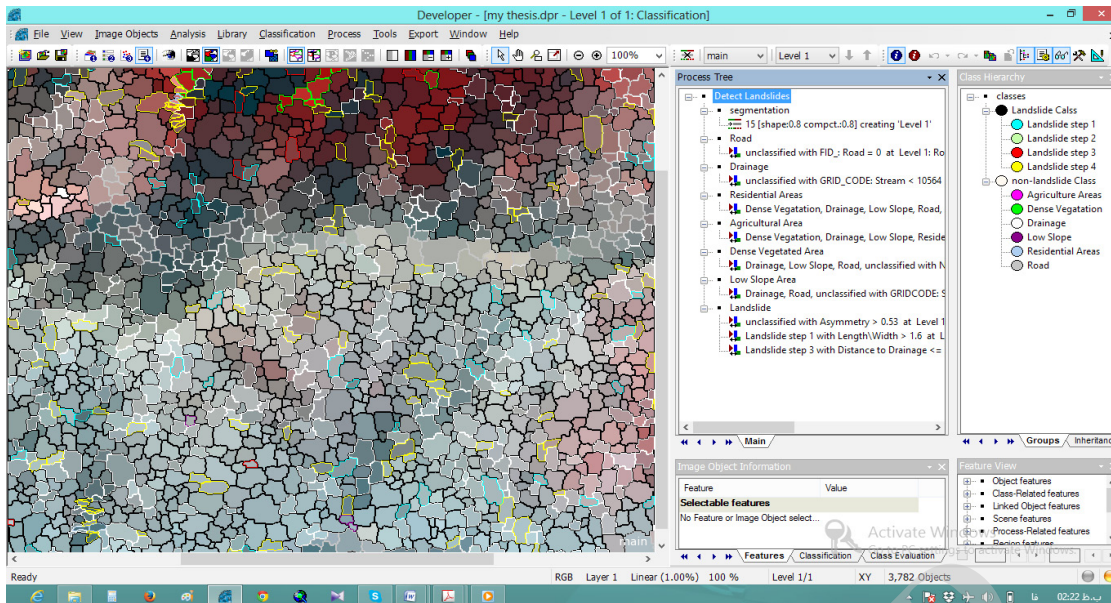 Developer - [my thesis.dpr - Level 1 of 1: Classification]
File View Image Objects Analysis Library Classification Process Tools Export Window Help
100% main Level 1
Process Tree
Detect Landslides
segmentation
15 [shape:0.8 compct.:0.8] creating 'Level 1'
Road
unclassified with FID_: Road = 0 at Level 1: Ro
Drainage
unclassified with GRID_CODE: Stream < 10564
Residential Areas
Dense Vegatation, Drainage, Low Slope, Road,
Agricultural Area
Dense Vegatation, Drainage, Low Slope, Reside
Dense Vegetated Area
Drainage, Low Slope, Road, unclassified with N
Low Slope Area
Drainage, Road, unclassified with GRIDCODE: S
Landslide
unclassified with Asymmetry > 0.53 at Level 1
Landslide step 1 with Length\Width > 1.6 at L
Landslide step 3 with Distance to Drainage <=
Main
Class Hierarchy
classes
Landslide Calss
Landslide step 1
Landslide step 2
Landslide step 3
Landslide step 4
non-landslide Class
Agriculture Areas
Dense Vegatation
Drainage
Low Slope
Residential Areas
Road
Groups Inheritanc
Image Object Information
Feature Value
Selectable features
No Feature or Image Object select...
Features Classification Class Evaluation
Feature View
Object features
Class-Related features
Linked Object features
Scene features
Process-Related features
Region features
Activate Windows
activate Windows.
main
Ready RGB Layer 1 Linear (1.00%) 100 % Level 1/1 XY 3,782 Objects
02:22 ب.ظ